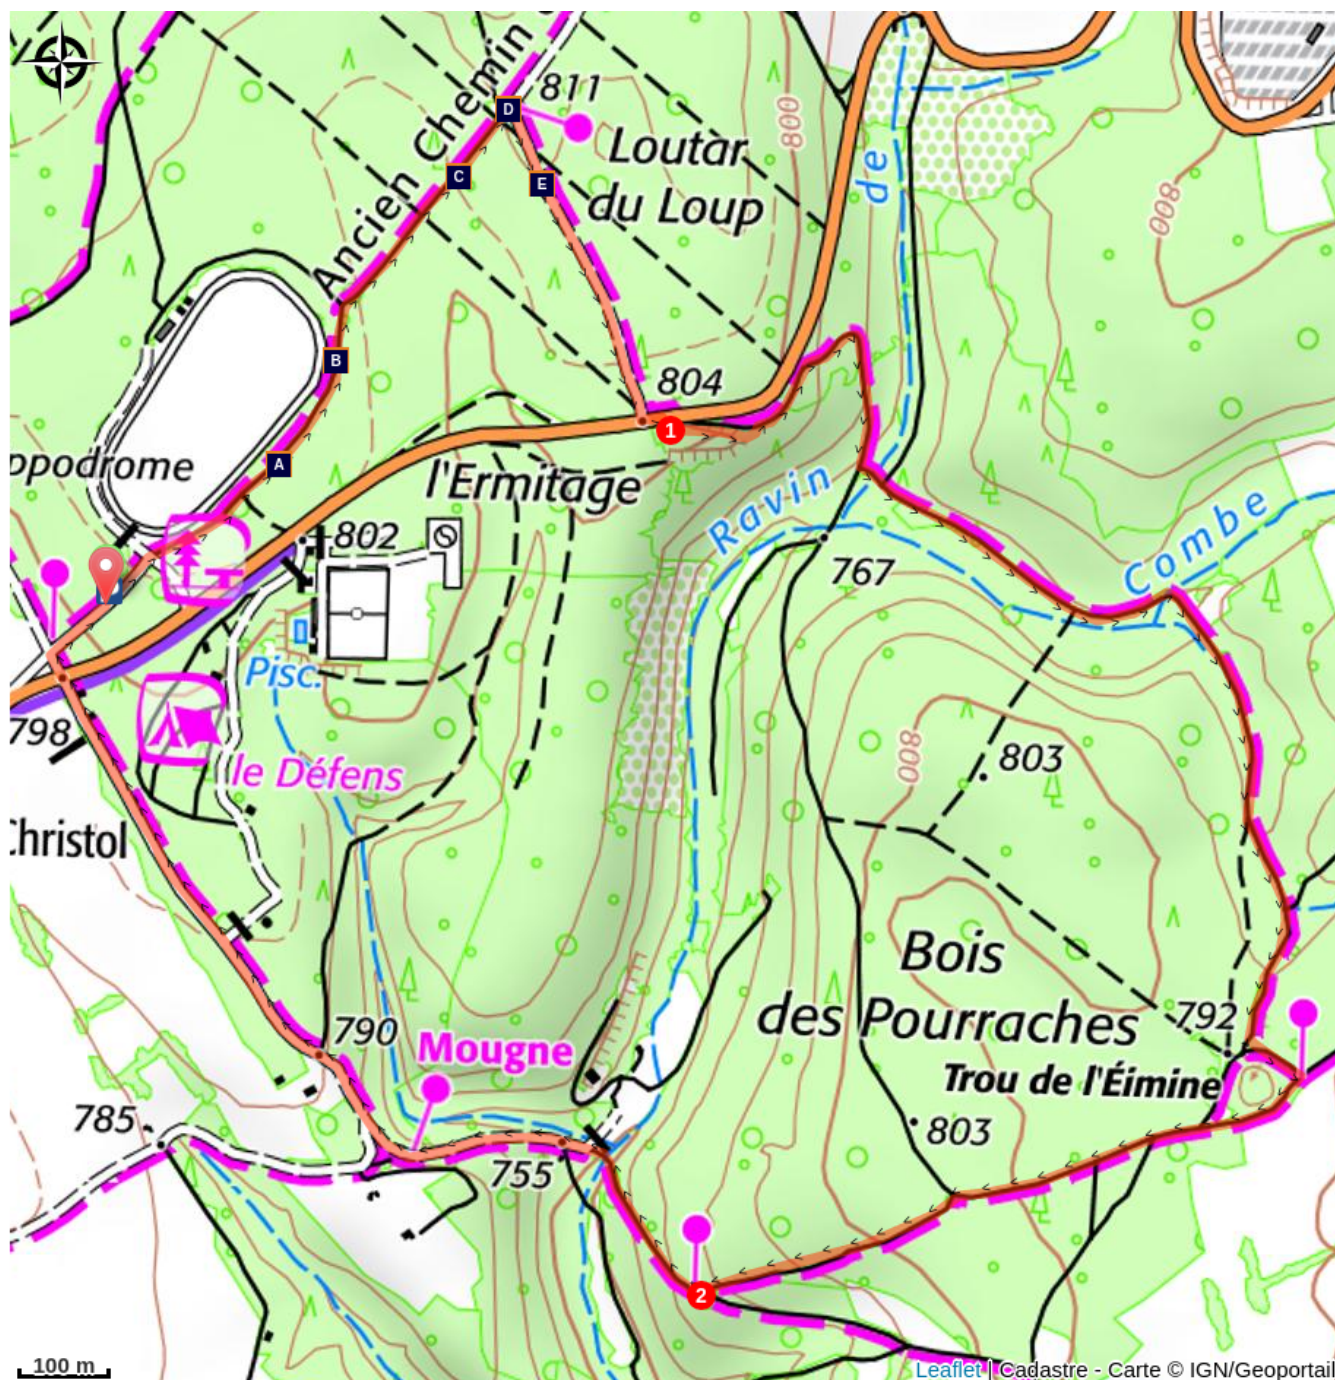 811
Ancien Chemin
D
800
Loutar
du Loup
de
C
E
800
B
804
1
ppodrome
A
l'Ermitage
Ravin
802
767
Combe
Pisc.
798
le Défens
800
803
Christol
Bois
des Pourraches
792
790
Mougne
Trou de l'Éimine
785
803
755
2
100 m
Leaflet | Cadastre - Carte © IGN/Geoportail